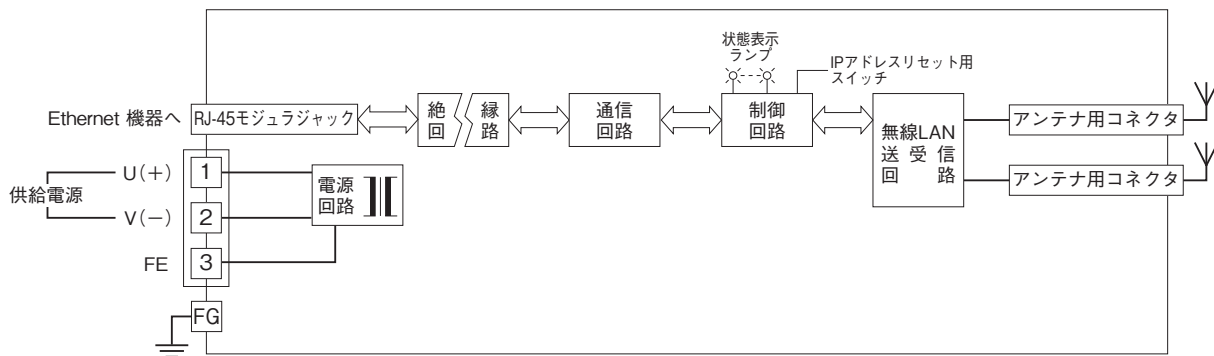 状態表示
ランプ
IPアドレスリセット用
スイッチ
Ethernet 機器へ
RJ-45モジュラジャック
絶 縁
回 路
通信
回路
制御
回路
無線LAN
送受信
回路
アンテナ用コネクタ
アンテナ用コネクタ
供給電源
U(+)
1
V(−)
2
FE
3
電源
回路
FG